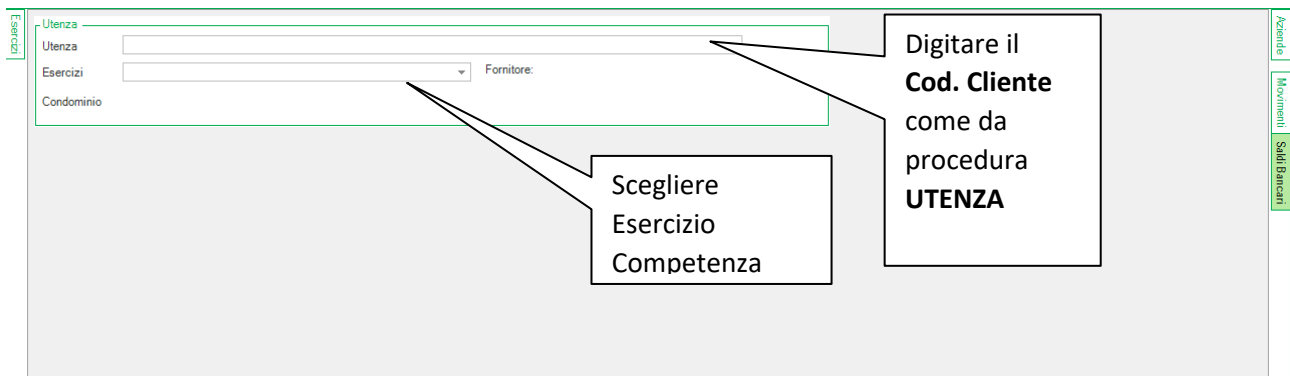 Esercizi
Utenza
Utenza
Esercizi
Fornitore:
Condominio
Digitare il
Cod. Cliente
come da
procedura
UTENZA
Scegliere
Esercizio
Competenza
Aziende
Movimenti
Saldi Bancari